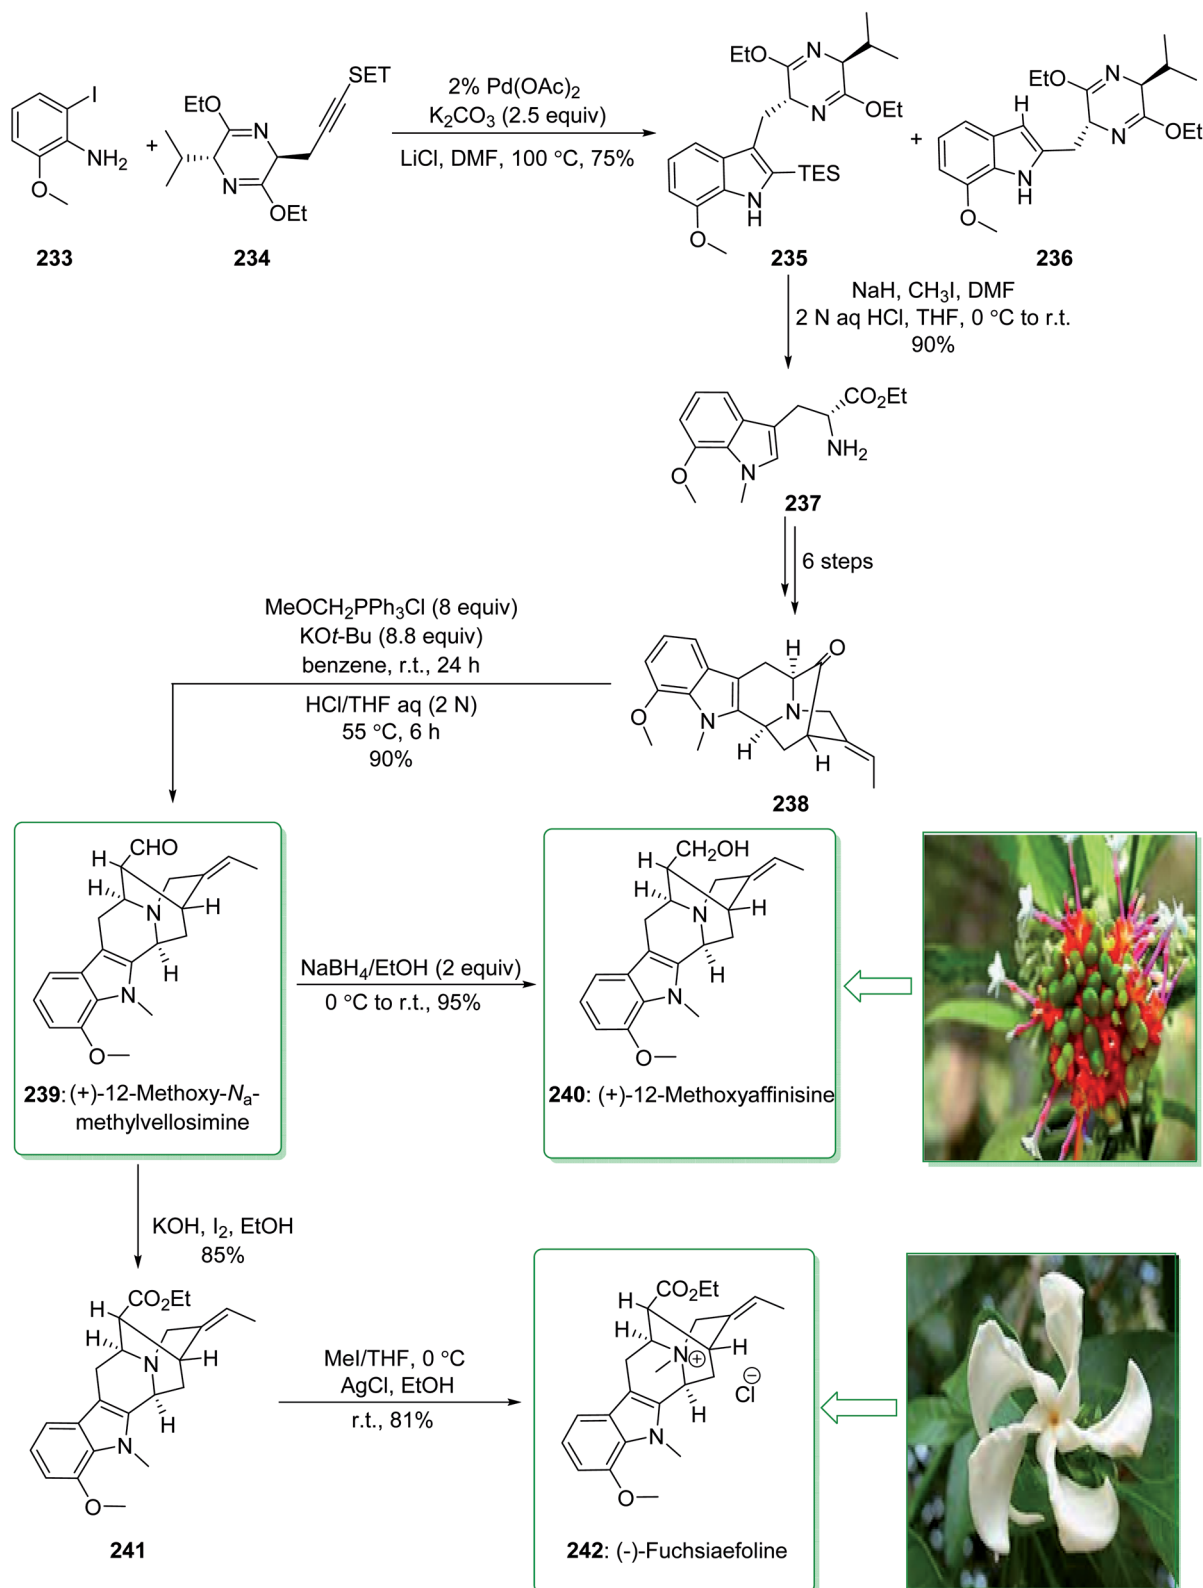 SET
I
EtO
N
NH₂
O
+
N
OEt
233
234
2% Pd(OAc)₂
K₂CO₃ (2.5 equiv)
LiCl, DMF, 100 °C, 75%
EtO
N
N
OEt
TES
N
H
O
235
+
EtO
N
H
N
OEt
N
H
O
236
NaH, CH₃I, DMF
2 N aq HCl, THF, 0 °C to r.t.
90%
CO₂Et
NH₂
O
N
237
6 steps
MeOCH₂PPh₃Cl (8 equiv)
KOt-Bu (8.8 equiv)
benzene, r.t., 24 h
HCl/THF aq (2 N)
55 °C, 6 h
90%
H
O
N
O
N
H
H
238
CHO
H
H
N
H
H
N
O
239: (+)-12-Methoxy-Nₐ-
methylvellosimine
NaBH₄/EtOH (2 equiv)
0 °C to r.t., 95%
CH₂OH
H
H
N
H
H
N
O
240: (+)-12-Methoxyaffinisine
KOH, I₂, EtOH
85%
CO₂Et
H
H
N
H
H
N
O
241
MeI/THF, 0 °C
AgCl, EtOH
r.t., 81%
CO₂Et
H
H
N
⊕
H
⊖
Cl
H
N
O
242: (-)-Fuchsiaefoline